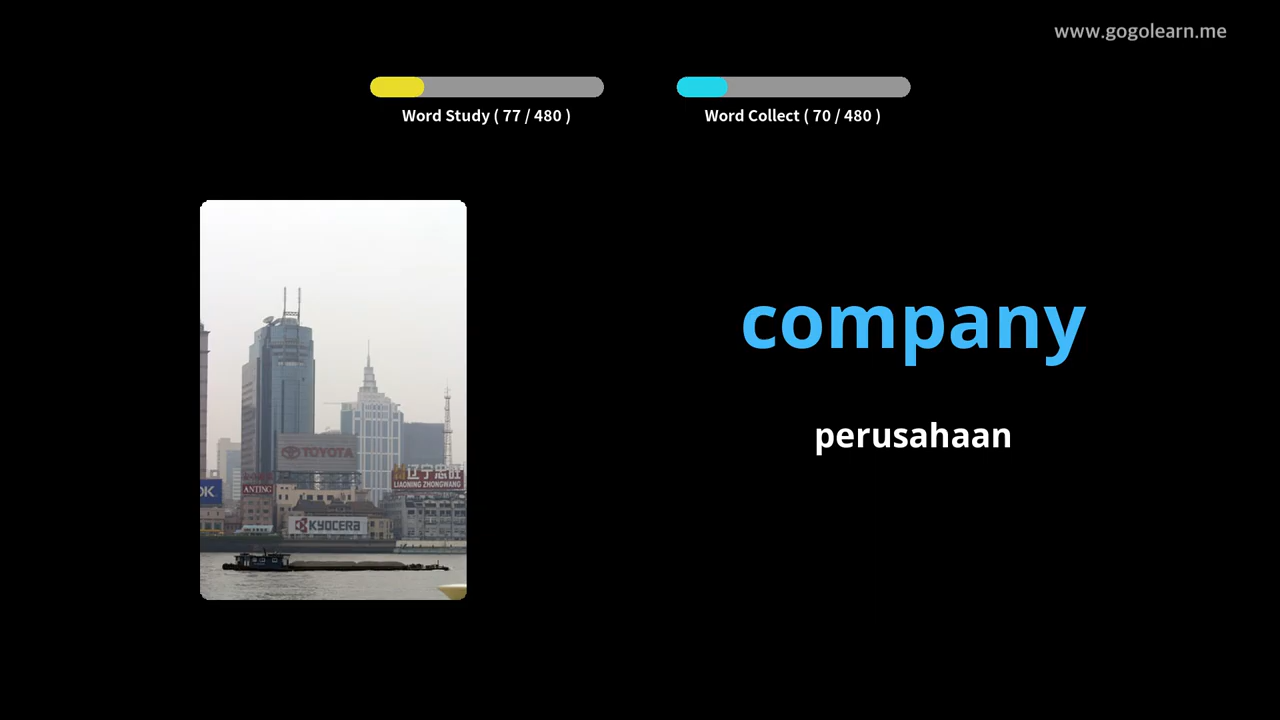 www.gogolearn.me
Word Study ( 77 / 480 )
Word Collect ( 70 / 480 )
company
perusahaan
TOYOTA
辽宁忠旺
LIAONING ZHONGWANG
OK
ANTING
KYOCERA